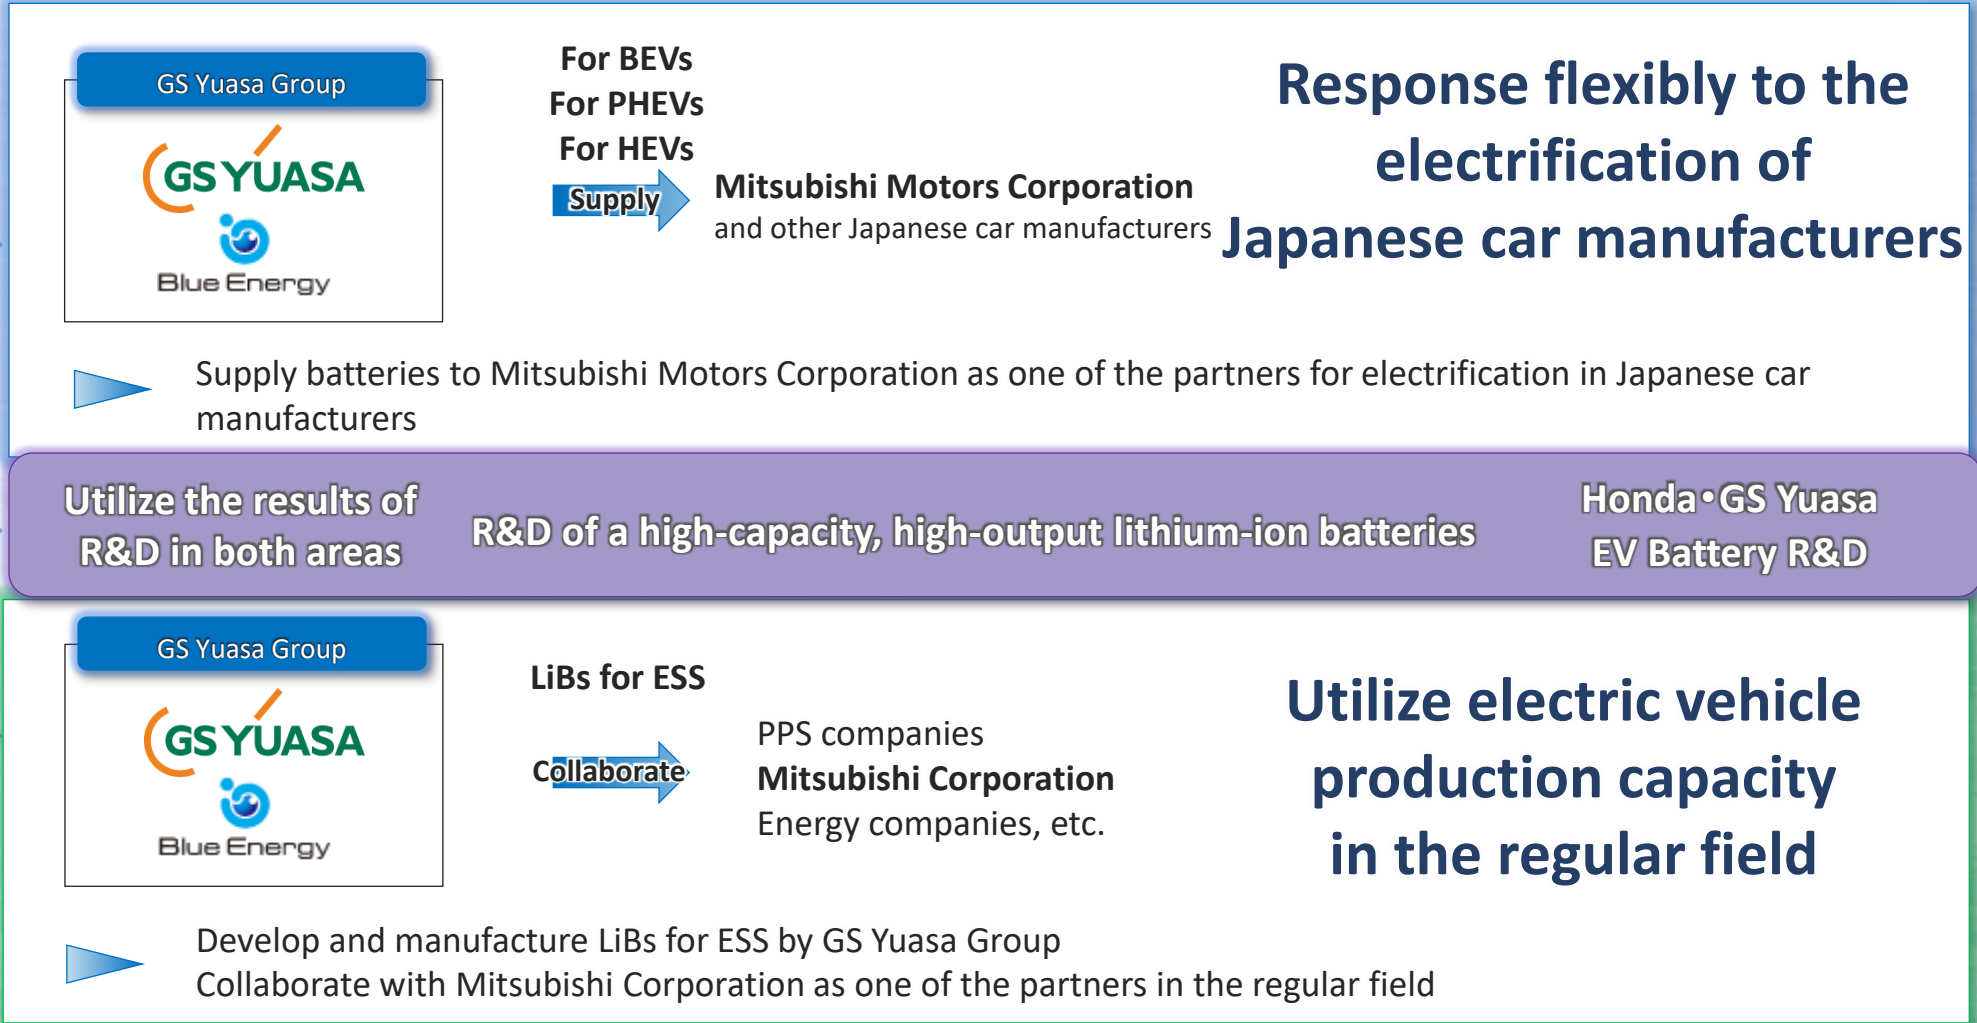 GS Yuasa Group
GS YUASA
Blue Energy
For BEVs
For PHEVs
For HEVs
Supply
Mitsubishi Motors Corporation
and other Japanese car manufacturers
Response flexibly to the
electrification of
Japanese car manufacturers
Supply batteries to Mitsubishi Motors Corporation as one of the partners for electrification in Japanese car
manufacturers
Utilize the results of
R&D in both areas
R&D of a high-capacity, high-output lithium-ion batteries
Honda・GS Yuasa
EV Battery R&D
GS Yuasa Group
GS YUASA
Blue Energy
LiBs for ESS
Collaborate
PPS companies
Mitsubishi Corporation
Energy companies, etc.
Utilize electric vehicle
production capacity
in the regular field
Develop and manufacture LiBs for ESS by GS Yuasa Group
Collaborate with Mitsubishi Corporation as one of the partners in the regular field